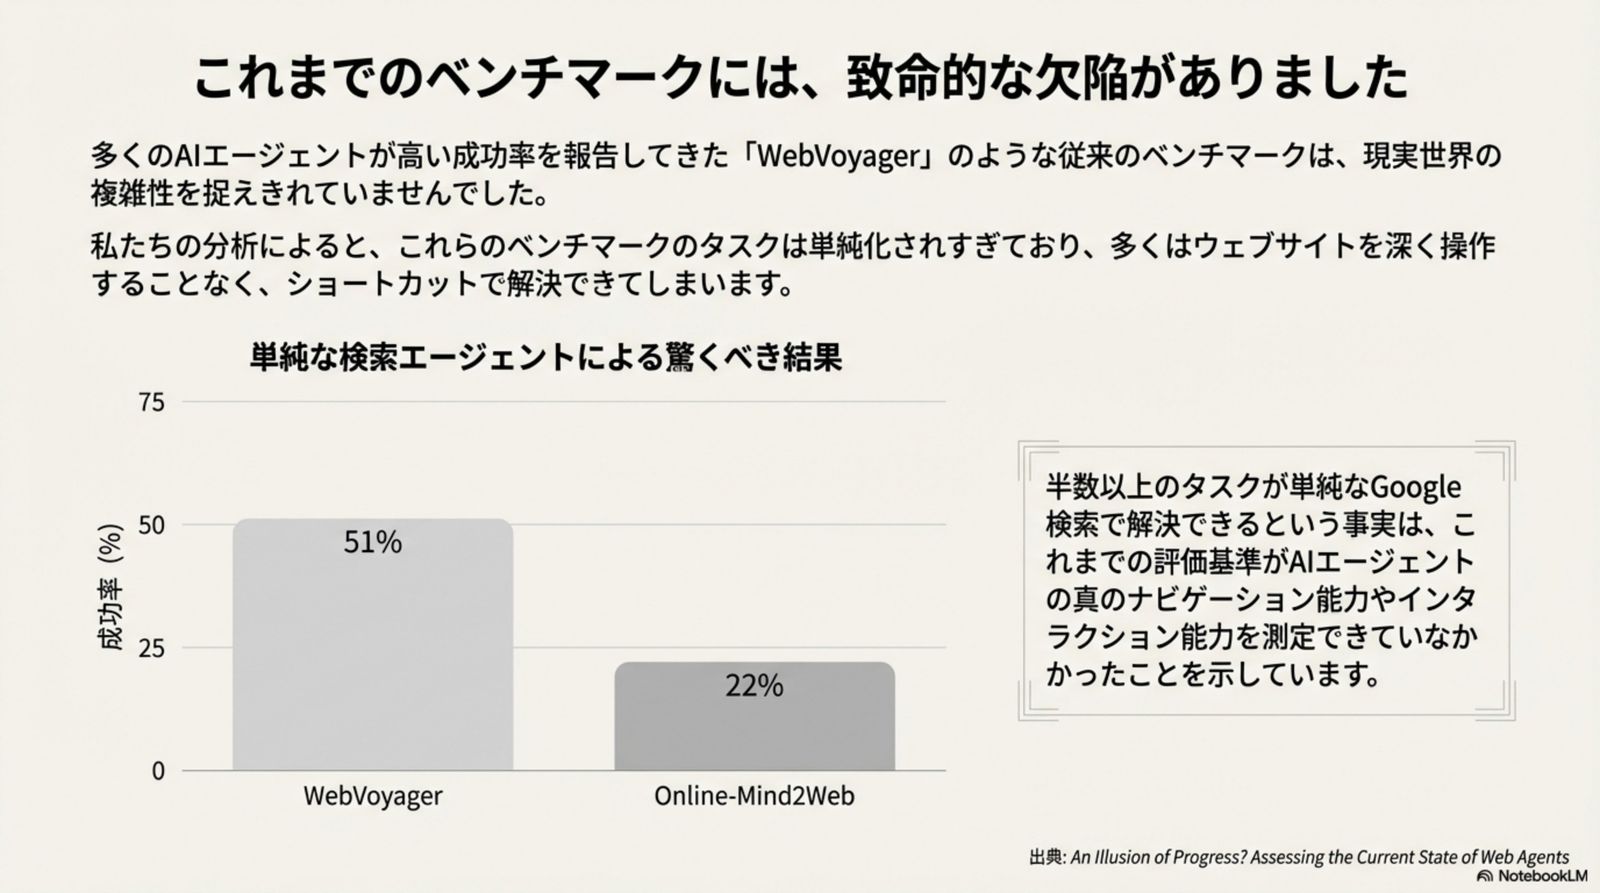 これまでのベンチマークには、致命的な欠陥がありました
多くのAIエージェントが高い成功率を報告してきた「WebVoyager」のような従来のベンチマークは、現実世界の
複雑性を捉えきれていませんでした。
私たちの分析によると、これらのベンチマークのタスクは単純化されすぎており、多くはウェブサイトを深く操作
することなく、ショートカットで解決できてしまいます。
単純な検索エージェントによる驚くべき結果
成功率（%）
75
50
25
0
51%
22%
WebVoyager
Online-Mind2Web
半数以上のタスクが単純なGoogle
検索で解決できるという事実は、こ
れまでの評価基準がAIエージェント
の真のナビゲーション能力やインタ
ラクション能力を測定できていなか
かったことを示しています。
出典: An Illusion of Progress? Assessing the Current State of Web Agents
NotebookLM